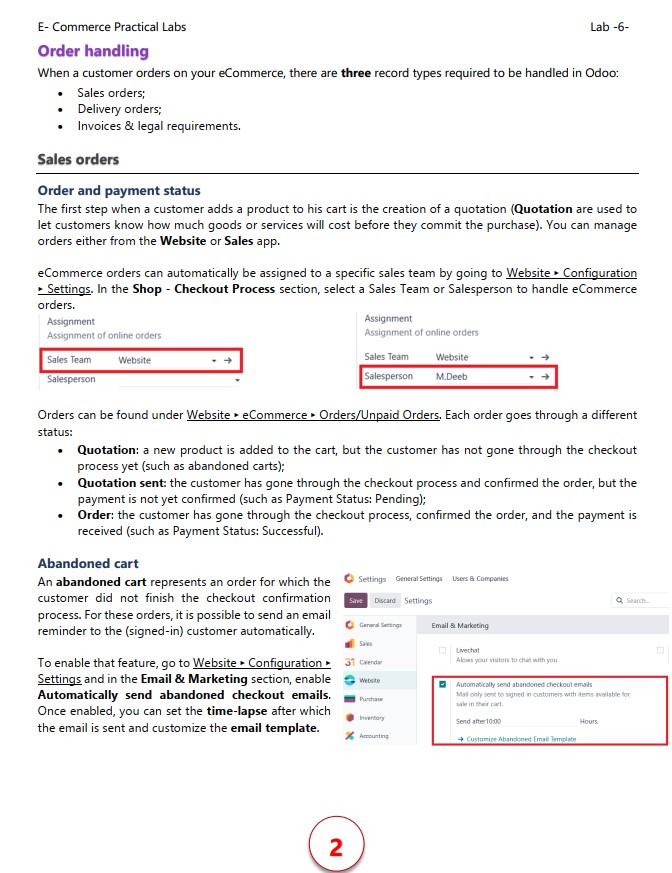 E- Commerce Practical Labs Lab -6-
Order handling
When a customer orders on your eCommerce, there are three record types required to be handled in Odoo:
• Sales orders;
• Delivery orders;
• Invoices & legal requirements.
Sales orders
Order and payment status
The first step when a customer adds a product to his cart is the creation of a quotation (Quotation are used to
let customers know how much goods or services will cost before they commit the purchase). You can manage
orders either from the Website or Sales app.
eCommerce orders can automatically be assigned to a specific sales team by going to Website ▸ Configuration
▸ Settings. In the Shop - Checkout Process section, select a Sales Team or Salesperson to handle eCommerce
orders.
Assignment
Assignment of online orders
Sales Team Website
Salesperson
Assignment
Assignment of online orders
Sales Team Website
Salesperson M.Deeb
Orders can be found under Website ▸ eCommerce ▸ Orders/Unpaid Orders. Each order goes through a different
status:
• Quotation: a new product is added to the cart, but the customer has not gone through the checkout
process yet (such as abandoned carts);
• Quotation sent: the customer has gone through the checkout process and confirmed the order, but the
payment is not yet confirmed (such as Payment Status: Pending);
• Order: the customer has gone through the checkout process, confirmed the order, and the payment is
received (such as Payment Status: Successful).
Abandoned cart
An abandoned cart represents an order for which the
customer did not finish the checkout confirmation
process. For these orders, it is possible to send an email
reminder to the (signed-in) customer automatically.
To enable that feature, go to Website ▸ Configuration ▸
Settings and in the Email & Marketing section, enable
Automatically send abandoned checkout emails.
Once enabled, you can set the time-lapse after which
the email is sent and customize the email template.
Settings General Settings Users & Companies
Save Discard Settings Search...
General Settings
Sales
31 Calendar
Website
Purchase
Inventory
Accounting
Email & Marketing
Livechat
Allows your visitors to chat with you
Automatically send abandoned checkout emails
Mail only sent to signed in customers with items available for
sale in their cart.
Send after10:00 Hours.
→ Customize Abandoned Email Template
2